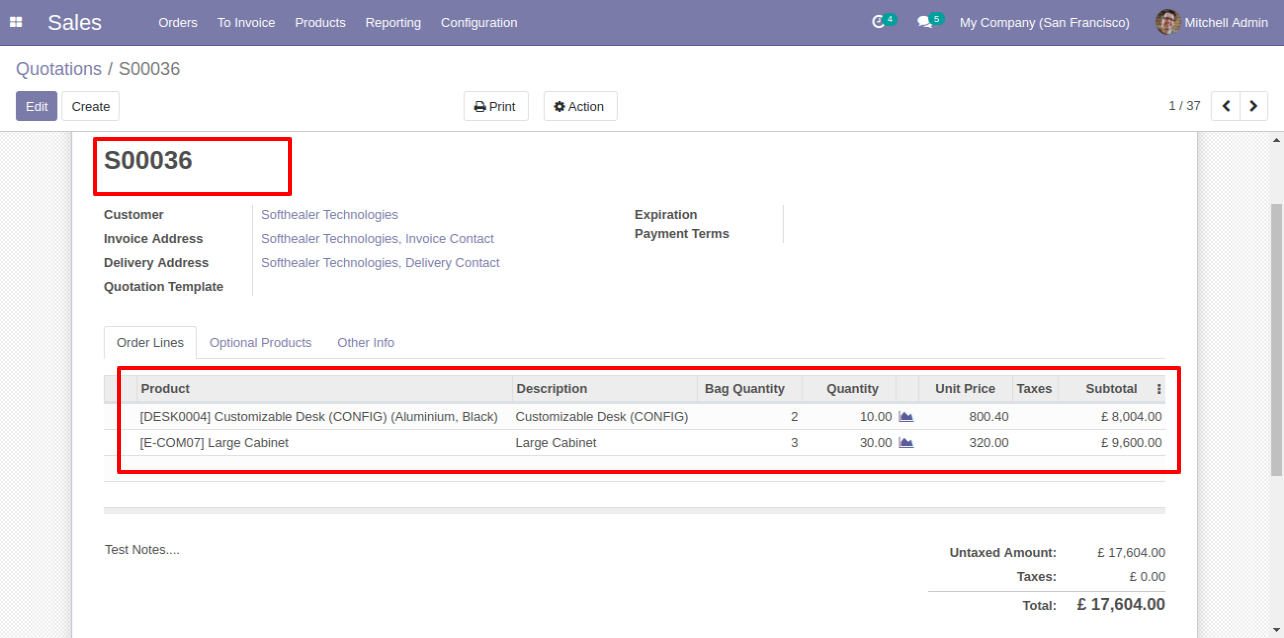 Sales Orders To Invoice Products Reporting Configuration 4 5 My Company (San Francisco) Mitchell Admin
Quotations / S00036
Edit Create Print Action 1 / 37
S00036
Customer Softhealer Technologies Expiration
Payment Terms
Invoice Address Softhealer Technologies, Invoice Contact
Delivery Address Softhealer Technologies, Delivery Contact
Quotation Template
Order Lines Optional Products Other Info
Product Description Bag Quantity Quantity Unit Price Taxes Subtotal
[DESK0004] Customizable Desk (CONFIG) (Aluminium, Black) Customizable Desk (CONFIG) 2 10.00 800.40 £ 8,004.00
[E-COM07] Large Cabinet Large Cabinet 3 30.00 320.00 £ 9,600.00
Test Notes.... Untaxed Amount: £ 17,604.00
Taxes: £ 0.00
Total: £ 17,604.00